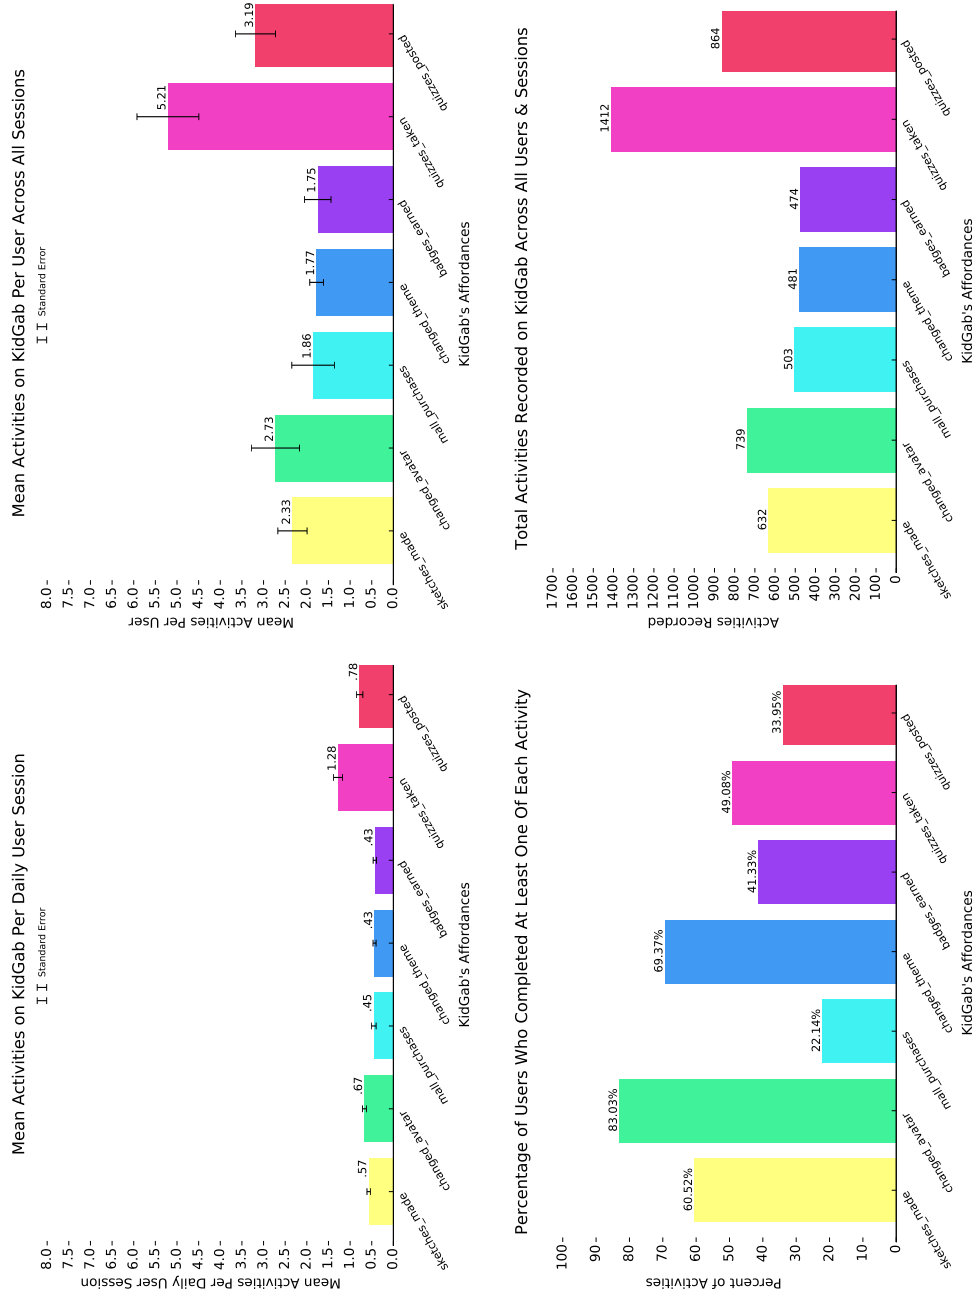 Mean Activities on KidGab Per Daily User Session
Standard Error
8.0
7.5
7.0
6.5
6.0
5.5
5.0
4.5
4.0
3.5
3.0
2.5
2.0
1.5
1.0
0.5
0.0
Mean Activities Per Daily User Session
.57
.67
.45
.43
.43
1.28
.78
sketches_made
changed_avatar
mall_purchases
changed_theme
badges_earned
quizzes_taken
quizzes_posted
KidGab's Affordances
Mean Activities on KidGab Per User Across All Sessions
Standard Error
8.0
7.5
7.0
6.5
6.0
5.5
5.0
4.5
4.0
3.5
3.0
2.5
2.0
1.5
1.0
0.5
0.0
Mean Activities Per User
2.33
2.73
1.86
1.77
1.75
5.21
3.19
sketches_made
changed_avatar
mall_purchases
changed_theme
badges_earned
quizzes_taken
quizzes_posted
KidGab's Affordances
Percentage of Users Who Completed At Least One Of Each Activity
100
90
80
70
60
50
40
30
20
10
0
Percent of Activities
60.52%
83.03%
22.14%
69.37%
41.33%
49.08%
33.95%
sketches_made
changed_avatar
mall_purchases
changed_theme
badges_earned
quizzes_taken
quizzes_posted
KidGab's Affordances
Total Activities Recorded on KidGab Across All Users & Sessions
1700
1600
1500
1400
1300
1200
1100
1000
900
800
700
600
500
400
300
200
100
0
Activities Recorded
632
739
503
481
474
1412
864
sketches_made
changed_avatar
mall_purchases
changed_theme
badges_earned
quizzes_taken
quizzes_posted
KidGab's Affordances